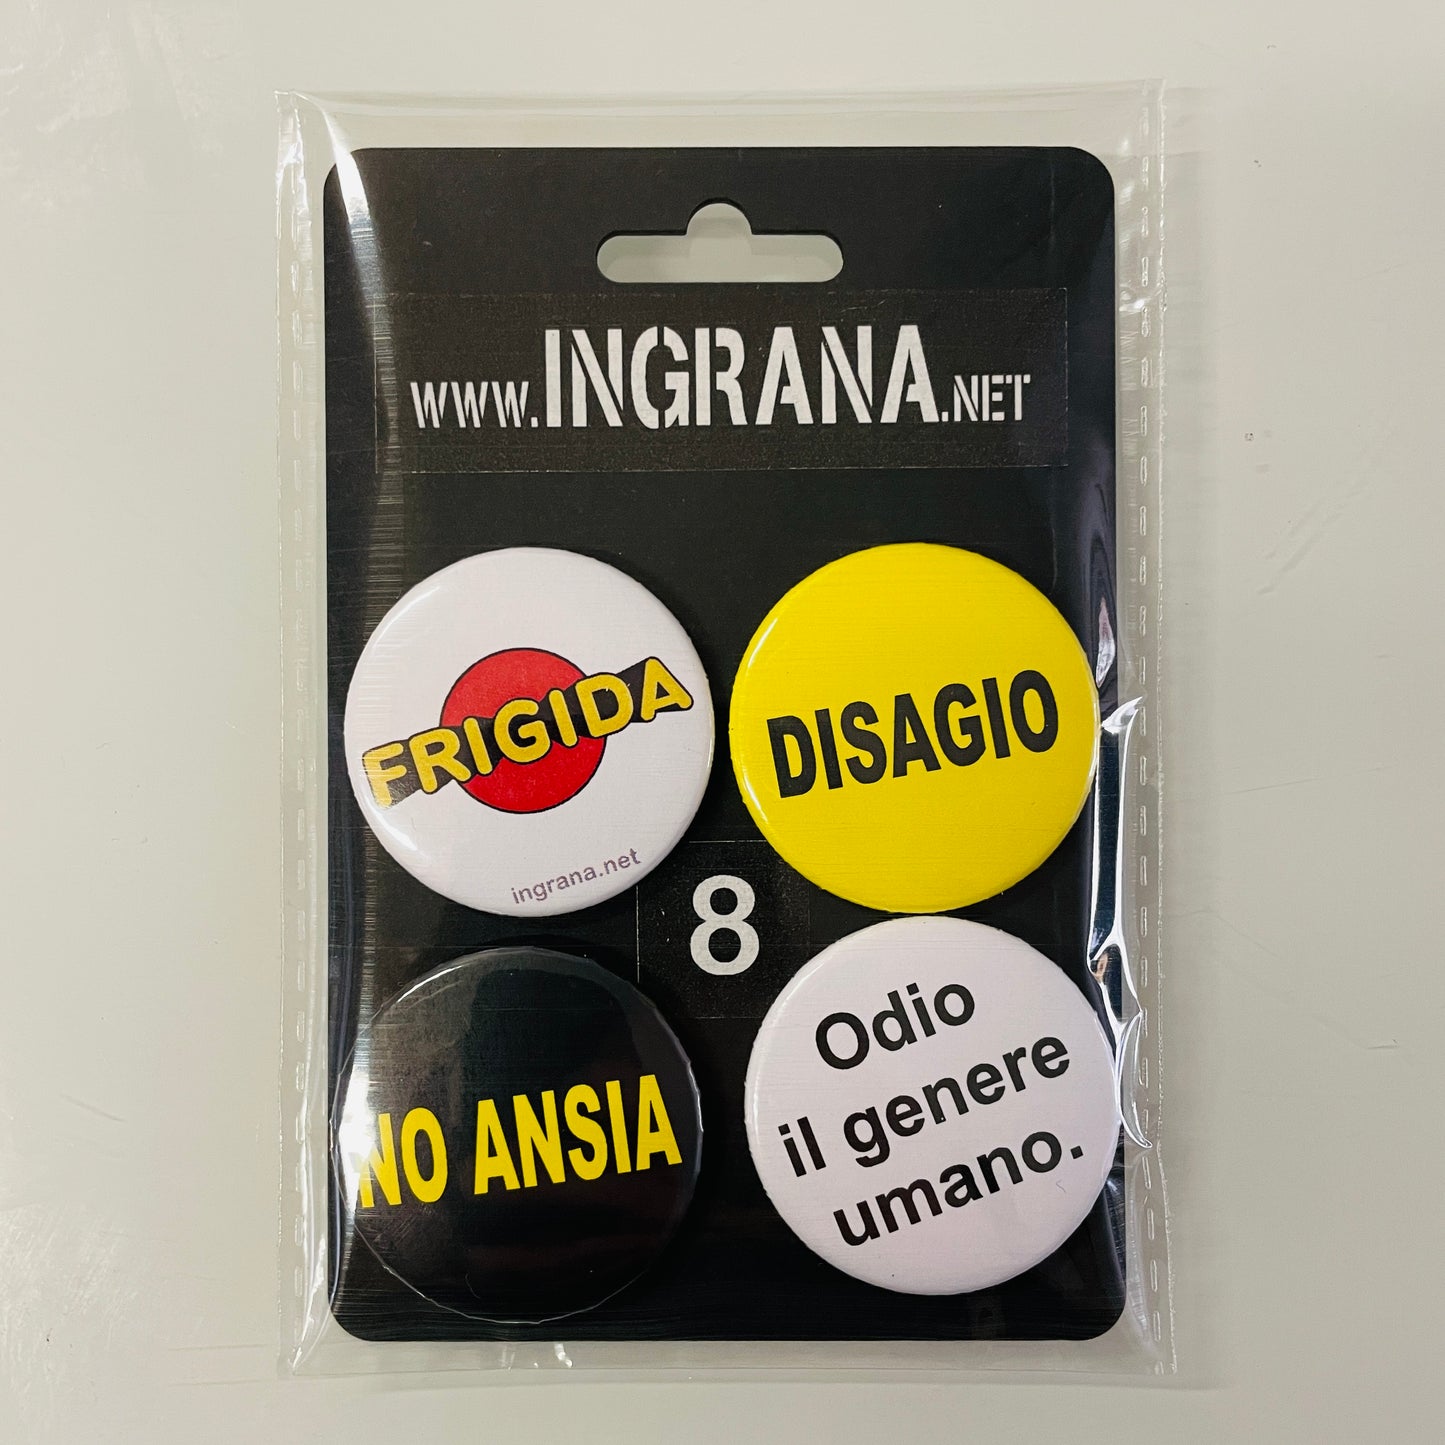 www.INGRANA.NET
FRIGIDA
ingrana.net
DISAGIO
8
NO ANSIA
Odio
il genere
umano.